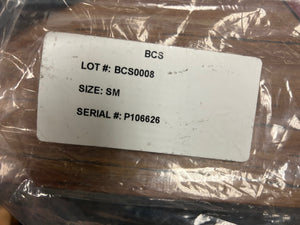 BCS
LOT #: BCS0008
SIZE: SM
SERIAL #: P106626